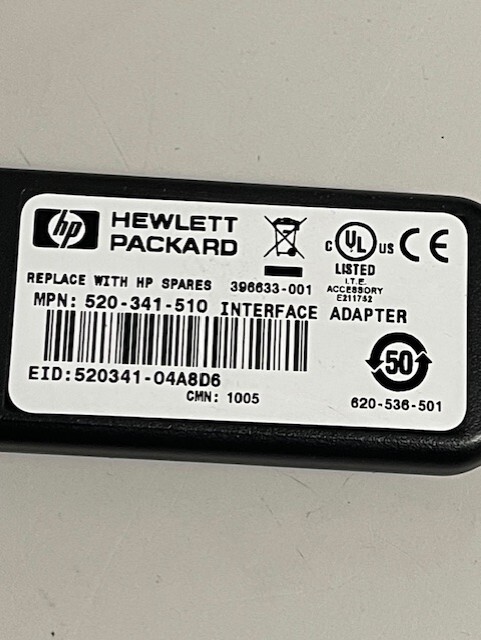 hp HEWLETT
PACKARD
C UL US CE
LISTED
I.T.E.
ACCESSORY
E211752
REPLACE WITH HP SPARES 396633-001
MPN: 520-341-510 INTERFACE ADAPTER
EID:520341-04A8D6
CMN: 1005
50
620-536-501